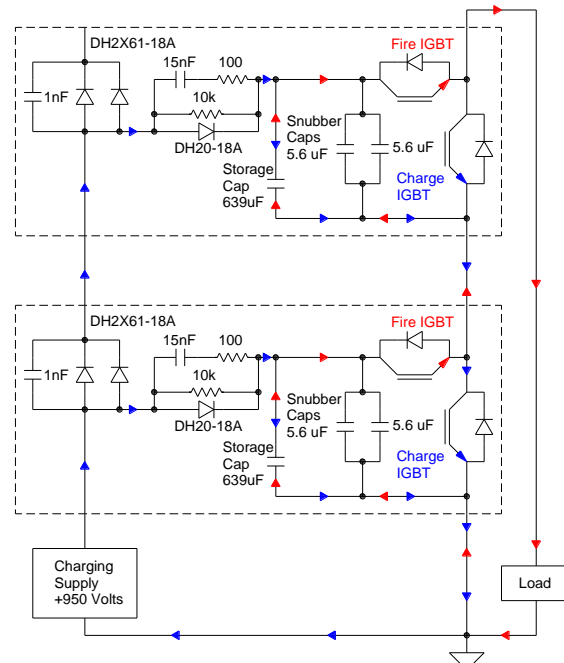 DH2X61-18A
15nF
100
Fire IGBT
1nF
10k
Snubber
Caps
5.6 uF
5.6 uF
DH20-18A
Storage
Cap
639uF
Charge
IGBT
DH2X61-18A
15nF
100
Fire IGBT
1nF
10k
Snubber
Caps
5.6 uF
5.6 uF
DH20-18A
Storage
Cap
639uF
Charge
IGBT
Charging
Supply
+950 Volts
Load